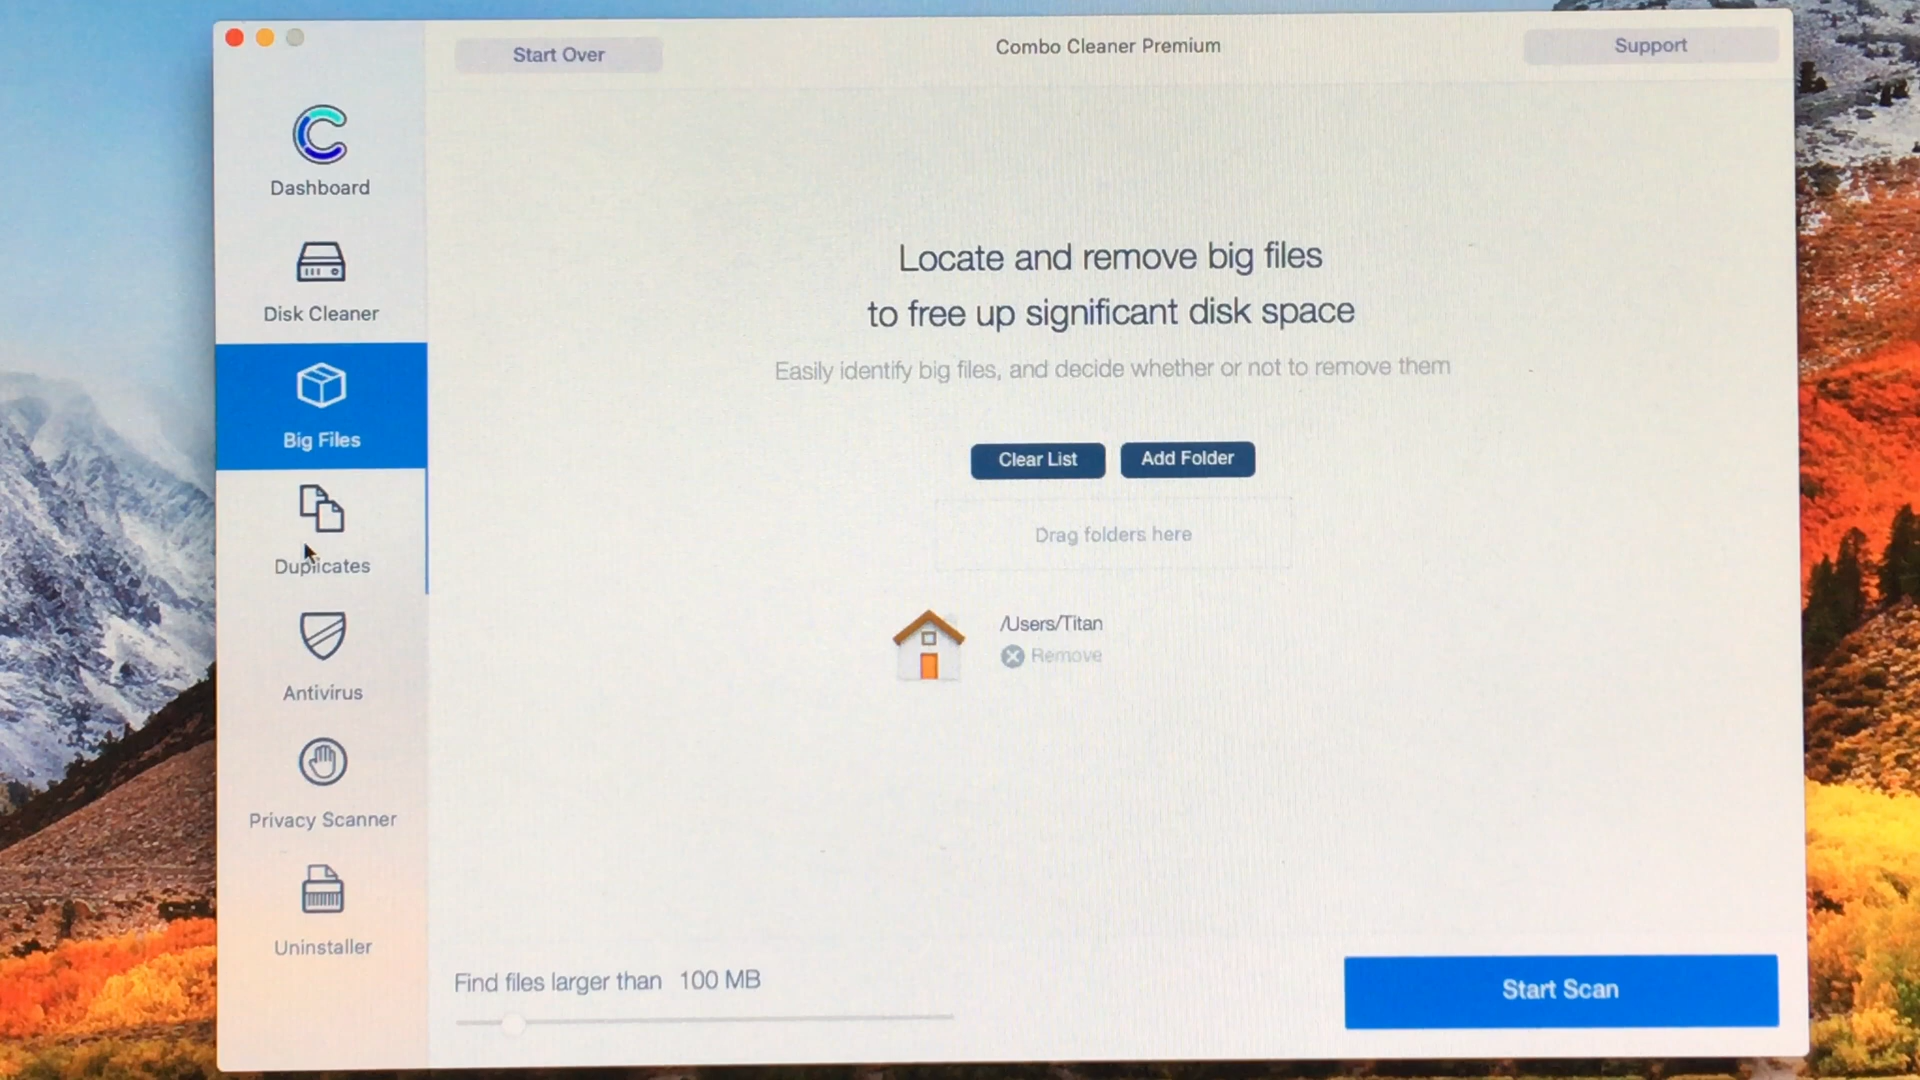 Start Over
Combo Cleaner Premium
Support
Dashboard
Disk Cleaner
Big Files
Duplicates
Antivirus
Privacy Scanner
Uninstaller
Locate and remove big files
to free up significant disk space
Easily identify big files, and decide whether or not to remove them
Clear List
Add Folder
Drag folders here
/Users/Titan
Remove
Find files larger than 100 MB
Start Scan